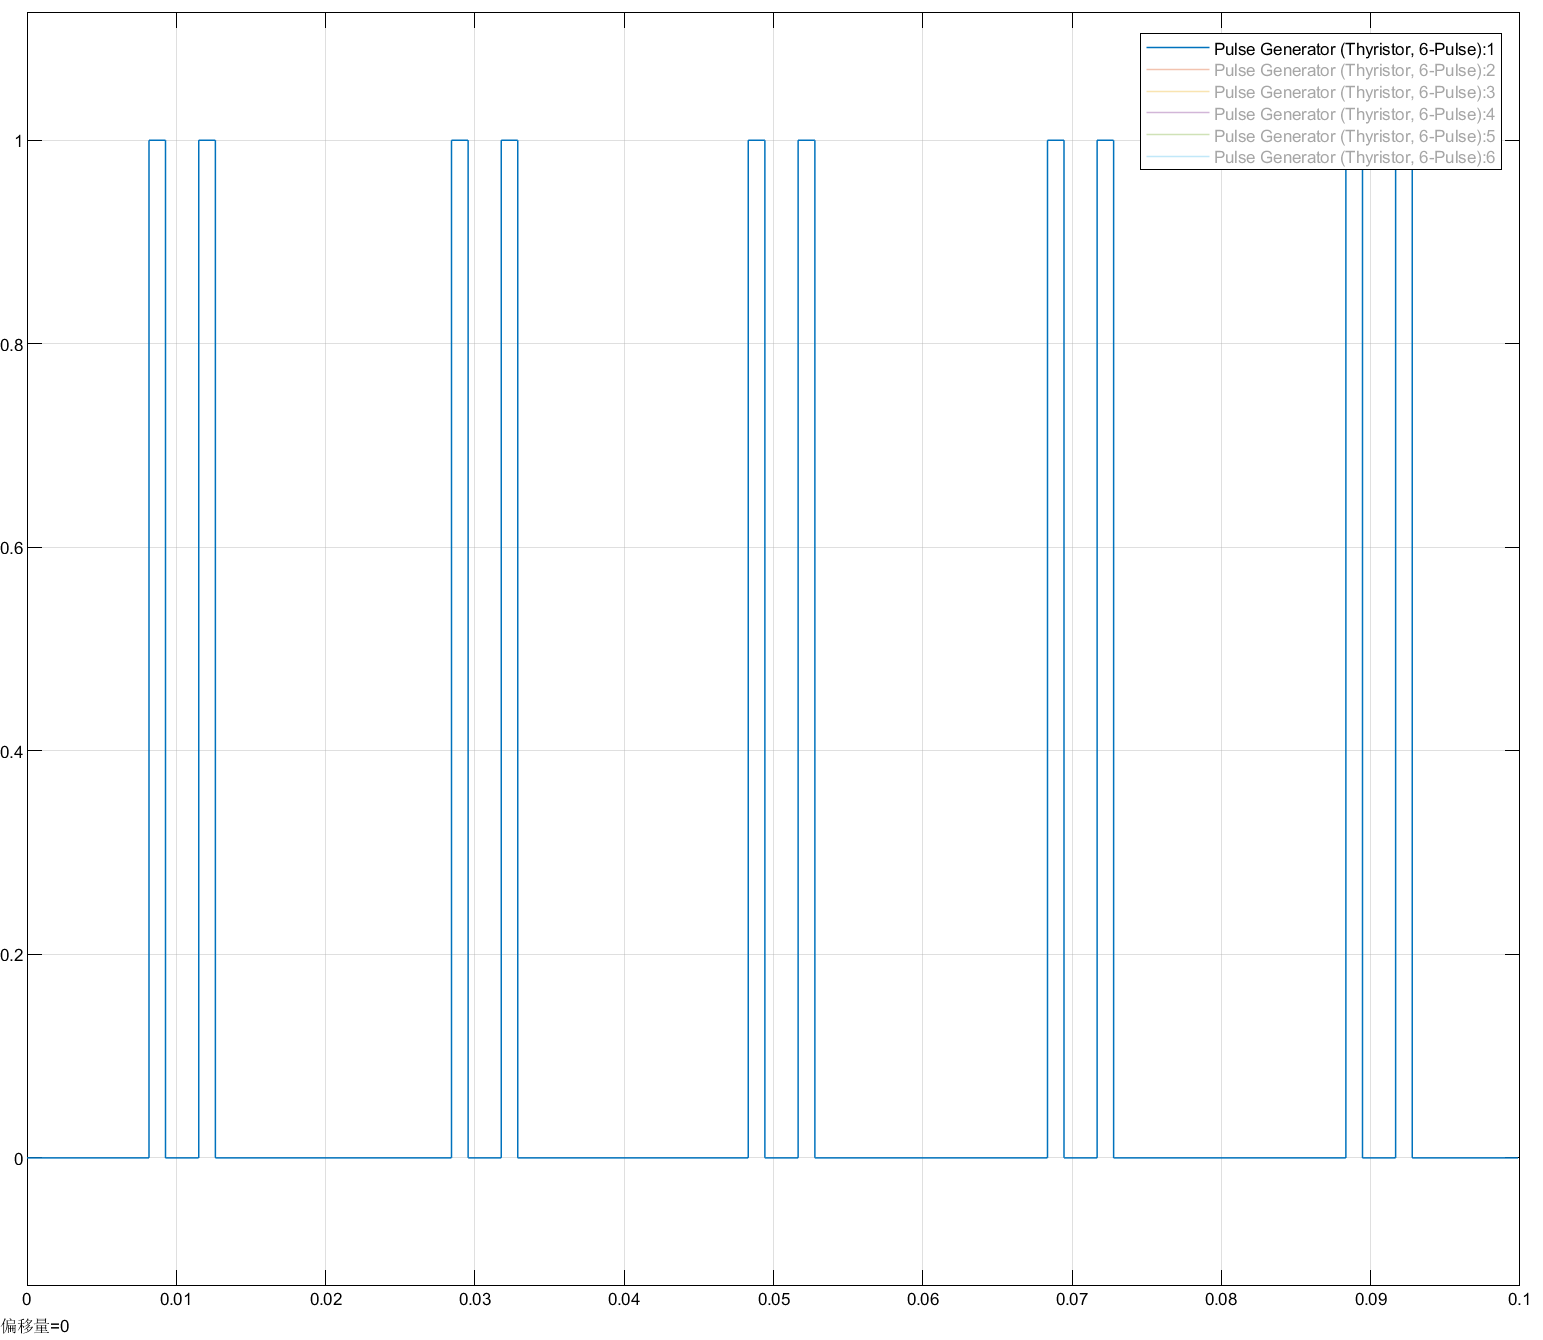 Pulse Generator (Thyristor, 6-Pulse):1
Pulse Generator (Thyristor, 6-Pulse):2
Pulse Generator (Thyristor, 6-Pulse):3
Pulse Generator (Thyristor, 6-Pulse):4
Pulse Generator (Thyristor, 6-Pulse):5
Pulse Generator (Thyristor, 6-Pulse):6
1
0.8
0.6
0.4
0.2
0
0 0.01 0.02 0.03 0.04 0.05 0.06 0.07 0.08 0.09 0.1
偏移量=0